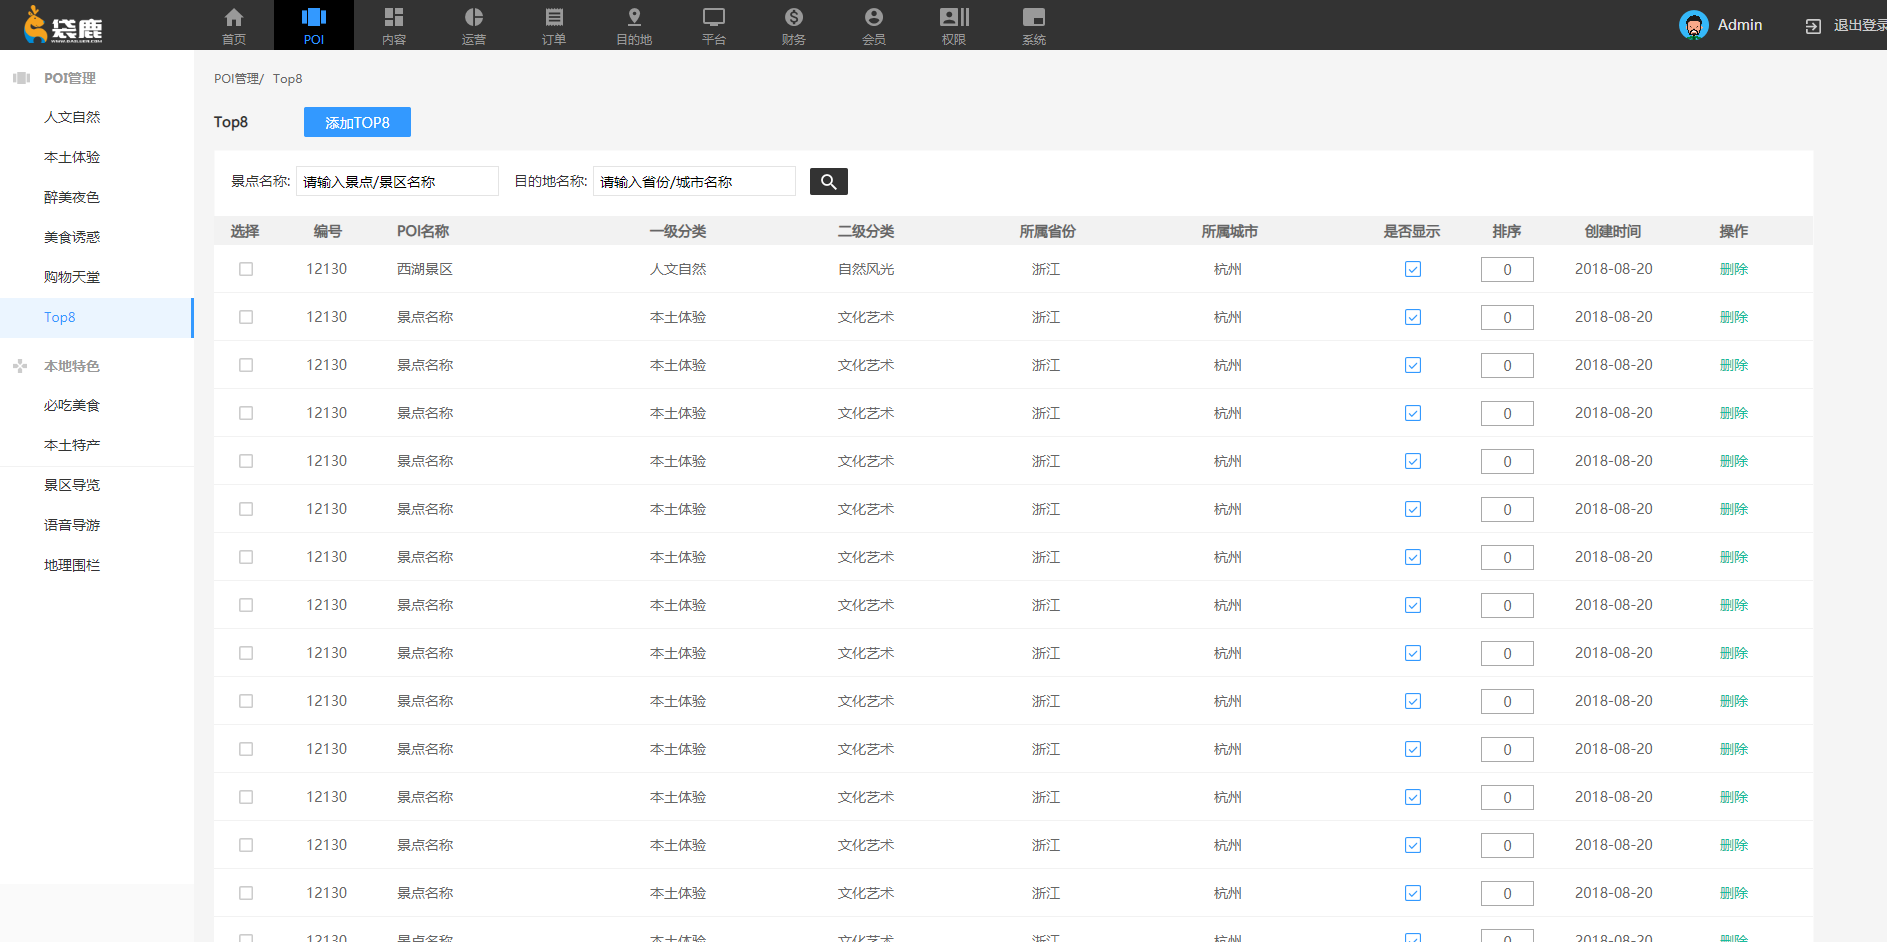 袋鹿
首页 POI 内容 运营 订单 目的地 平台 财务 会员 权限 系统 Admin 退出登录
POI管理
人文自然
本土体验
醉美夜色
美食诱惑
购物天堂
Top8
本地特色
必吃美食
本土特产
景区导览
语音导游
地理围栏
POI管理/ Top8
Top8 添加TOP8
景点名称: 请输入景点/景区名称 目的地名称: 请输入省份/城市名称
选择 编号 POI名称 一级分类 二级分类 所属省份 所属城市 是否显示 排序 创建时间 操作
12130 西湖景区 人文自然 自然风光 浙江 杭州 0 2018-08-20 删除
12130 景点名称 本土体验 文化艺术 浙江 杭州 0 2018-08-20 删除
12130 景点名称 本土体验 文化艺术 浙江 杭州 0 2018-08-20 删除
12130 景点名称 本土体验 文化艺术 浙江 杭州 0 2018-08-20 删除
12130 景点名称 本土体验 文化艺术 浙江 杭州 0 2018-08-20 删除
12130 景点名称 本土体验 文化艺术 浙江 杭州 0 2018-08-20 删除
12130 景点名称 本土体验 文化艺术 浙江 杭州 0 2018-08-20 删除
12130 景点名称 本土体验 文化艺术 浙江 杭州 0 2018-08-20 删除
12130 景点名称 本土体验 文化艺术 浙江 杭州 0 2018-08-20 删除
12130 景点名称 本土体验 文化艺术 浙江 杭州 0 2018-08-20 删除
12130 景点名称 本土体验 文化艺术 浙江 杭州 0 2018-08-20 删除
12130 景点名称 本土体验 文化艺术 浙江 杭州 0 2018-08-20 删除
12130 景点名称 本土体验 文化艺术 浙江 杭州 0 2018-08-20 删除
12130 景点名称 本土体验 文化艺术 浙江 杭州 0 2018-08-20 删除
12130 景点名称 本土体验 文化艺术 浙江 杭州 0 2018-08-20 删除